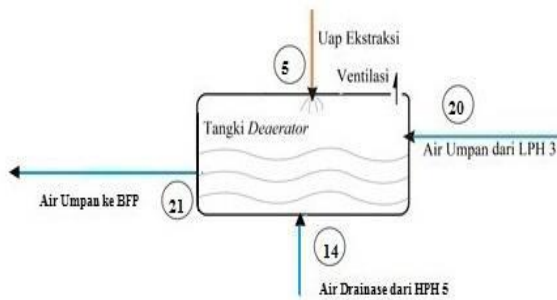 Uap Ekstraksi
5
Ventilasi
20
Tangki Deaerator
Air Umpan dari LPH 3
Air Umpan ke BFP
21
14
Air Drainase dari HPH 5